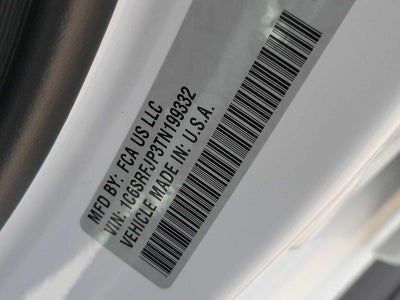 MFD BY: FCA US LLC
VIN: 1C6SRFJP3TN199332
VEHICLE MADE IN: U.S.A.